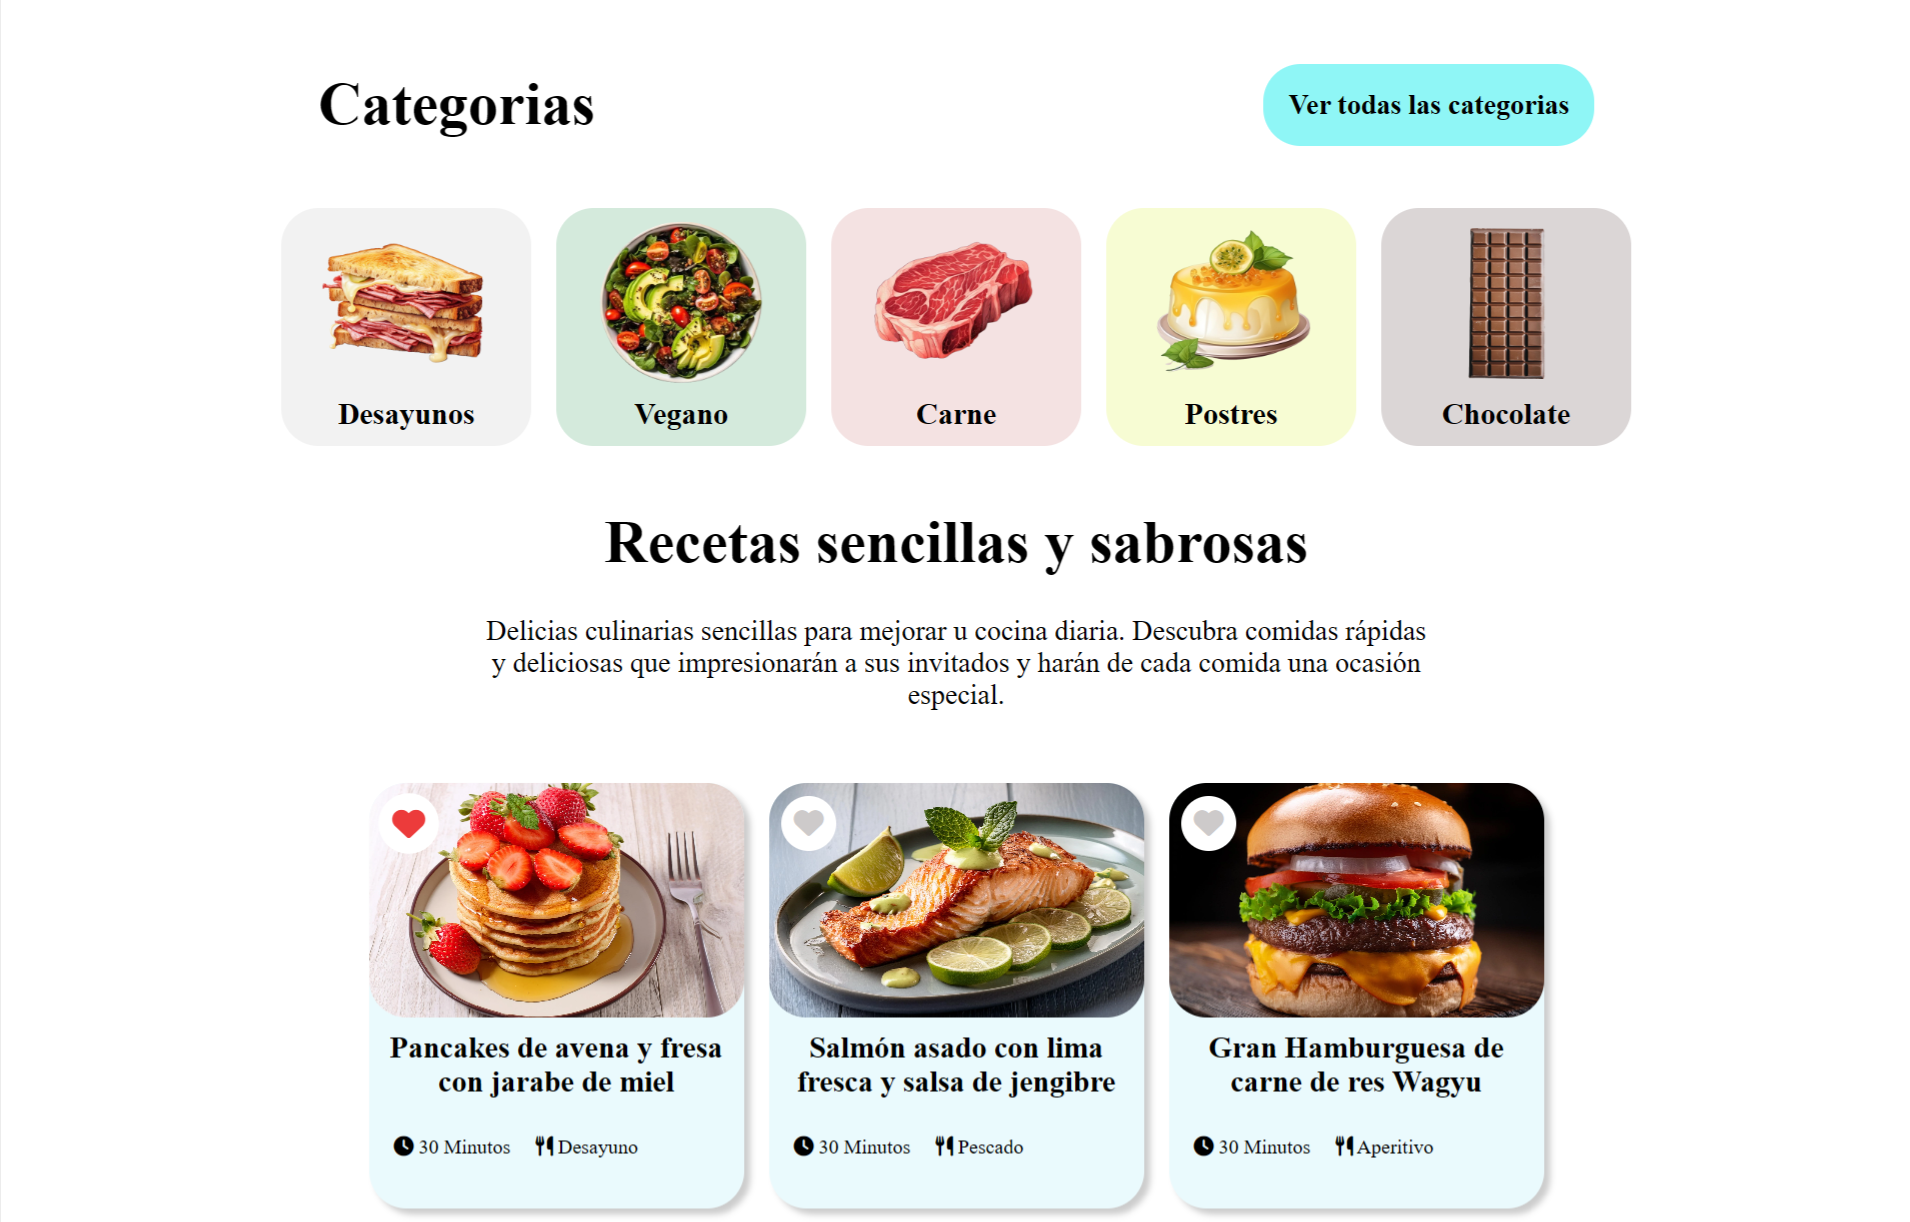 Categorias
Ver todas las categorias
Desayunos
Vegano
Carne
Postres
Chocolate
Recetas sencillas y sabrosas
Delicias culinarias sencillas para mejorar u cocina diaria. Descubra comidas rápidas
y deliciosas que impresionarán a sus invitados y harán de cada comida una ocasión
especial.
Pancakes de avena y fresa
con jarabe de miel
30 Minutos
Desayuno
Salmón asado con lima
fresca y salsa de jengibre
30 Minutos
Pescado
Gran Hamburguesa de
carne de res Wagyu
30 Minutos
Aperitivo